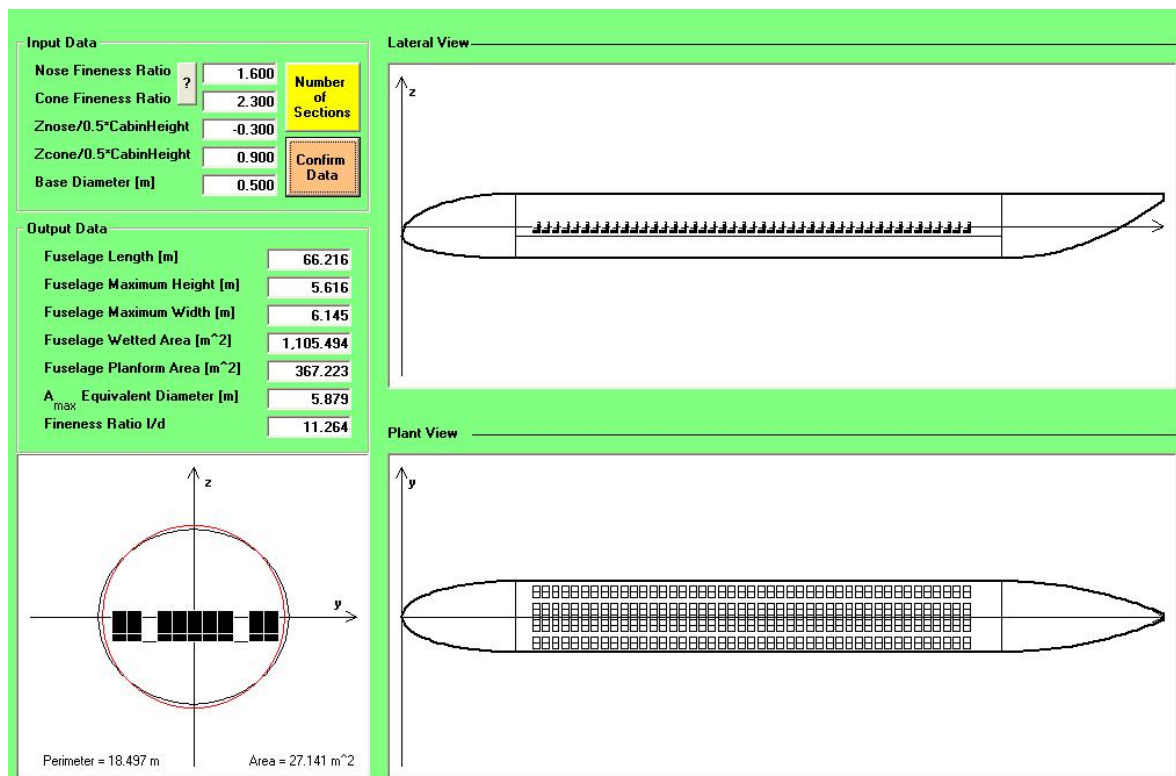 Input Data
Nose Fineness Ratio ? 1.600
Cone Fineness Ratio 2.300
Znose/0.5*CabinHeight -0.300
Zcone/0.5*CabinHeight 0.900
Base Diameter [m] 0.500
Number
of
Sections
Confirm
Data
Output Data
Fuselage Length [m] 66.216
Fuselage Maximum Height [m] 5.616
Fuselage Maximum Width [m] 6.145
Fuselage Wetted Area [m^2] 1,105.494
Fuselage Planform Area [m^2] 367.223
A max Equivalent Diameter [m] 5.879
Fineness Ratio l/d 11.264
z
y
Perimeter = 18.497 m Area = 27.141 m^2
Lateral View
z
Plant View
y